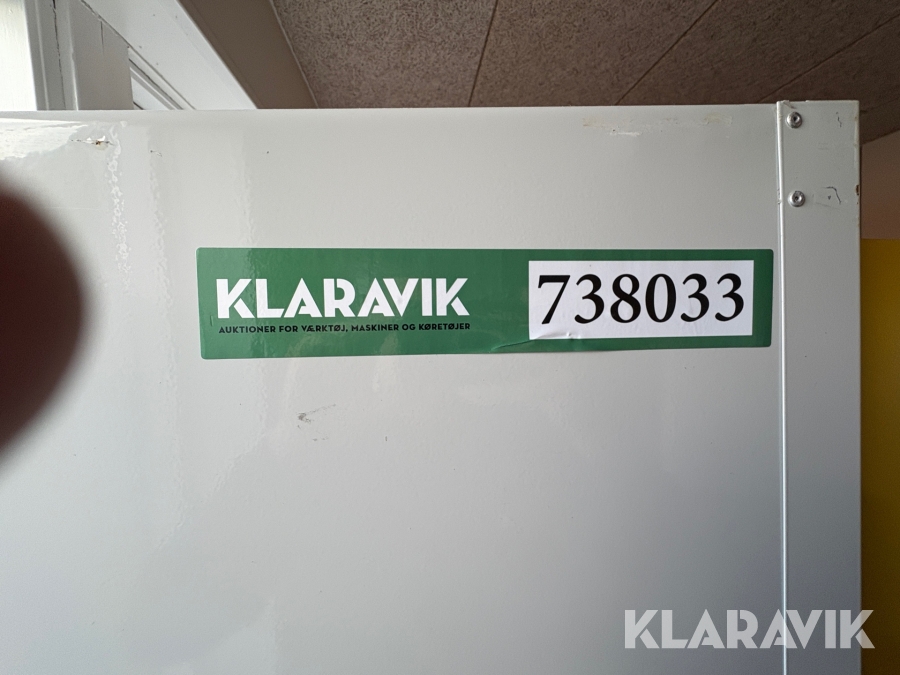 KLARAVIK
AUKTIONER FOR VÆRKTØJ, MASKINER OG KØRETØJER
738033
KLARAVIK